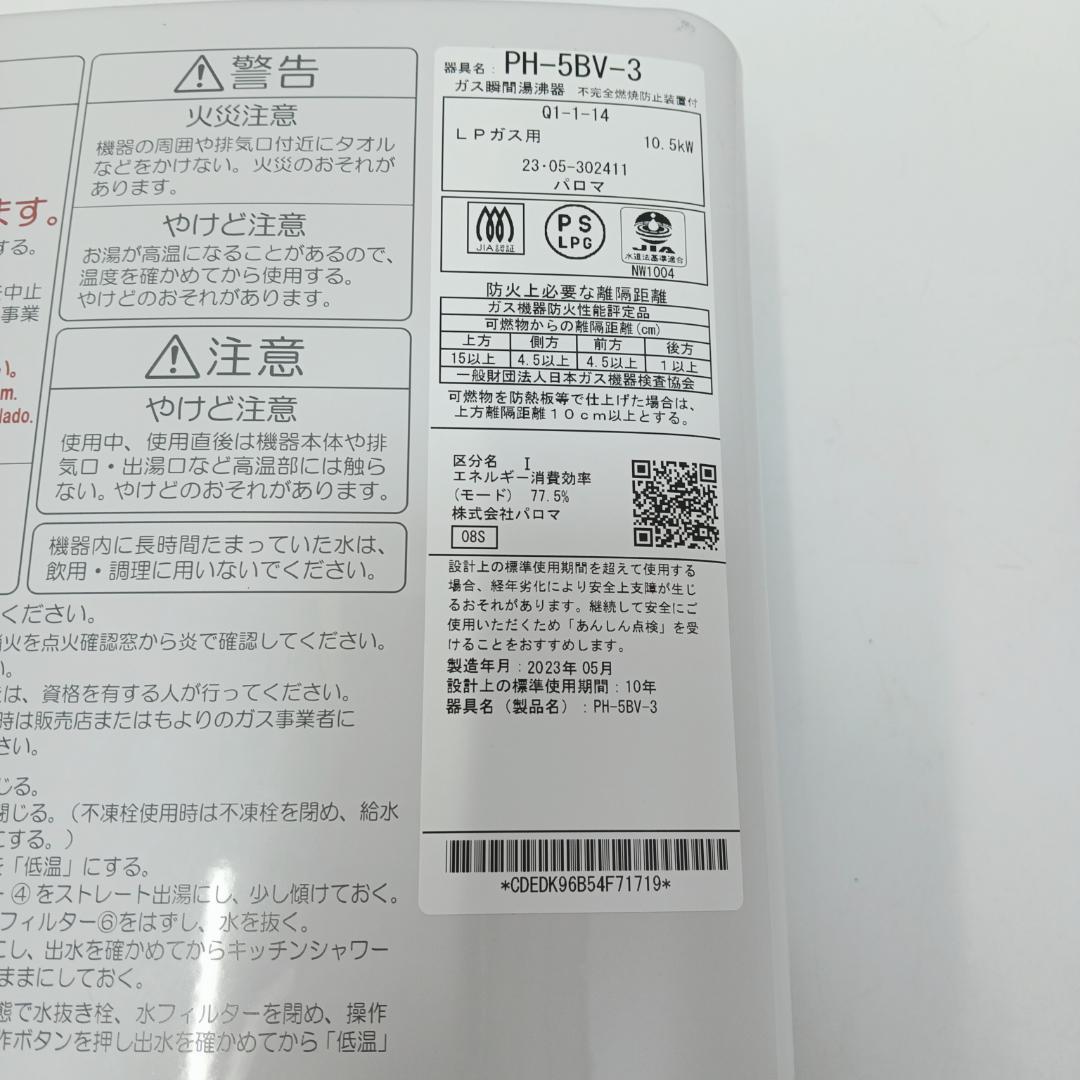 ます。
する。
を中止
事業
い。
m.
lado.
警告
火災注意
機器の周囲や排気口付近にタオル
などをかけない。火災のおそれが
あります。
やけど注意
お湯が高温になることがあるので、
温度を確かめてから使用する。
やけどのおそれがあります。
注意
やけど注意
使用中、使用直後は機器本体や排
気口・出湯口など高温部には触ら
ない。やけどのおそれがあります。
機器内に長時間たまっていた水は、
飲用・調理に用いないでください。
ください。
消火を点火確認窓から炎で確認してください。
い。
は、資格を有する人が行ってください。
時は販売店またはもよりのガス事業者に
さい。
じる。
閉じる。(不凍栓使用時は不凍栓を閉め、給水
にする。)
を「低温」にする。
ー④をストレート出湯にし、少し傾けておく。
フィルター⑥をはずし、水を抜く。
にし、出水を確かめてからキッチンシャワー
ままにしておく。
態で水抜き栓、水フィルターを閉め、操作
作ボタンを押し出水を確かめてから「低温」
器具名: PH-5BV-3
ガス瞬間湯沸器 不完全燃焼防止装置付
Q1-1-14
LPガス用 10.5kW
23・05-302411
パロマ
JIA認証
PS
LPG
JIA
水道法基準適合
NW1004
防火上必要な離隔距離
ガス機器防火性能評定品
可燃物からの離隔距離(cm)
上方 側方 前方 後方
15以上 4.5以上 4.5以上 1以上
一般財団法人日本ガス機器検査協会
可燃物を防熱板等で仕上げた場合は、
上方離隔距離10cm以上とする。
区分名 I
エネルギー消費効率
(モード) 77.5%
株式会社パロマ
08S
設計上の標準使用期間を超えて使用する
場合、経年劣化により安全上支障が生じ
るおそれがあります。継続して安全にご
使用いただくため「あんしん点検」を受
けることをおすすめします。
製造年月:2023年05月
設計上の標準使用期間:10年
器具名(製品名):PH-5BV-3
*CDEDK96B54F71719*